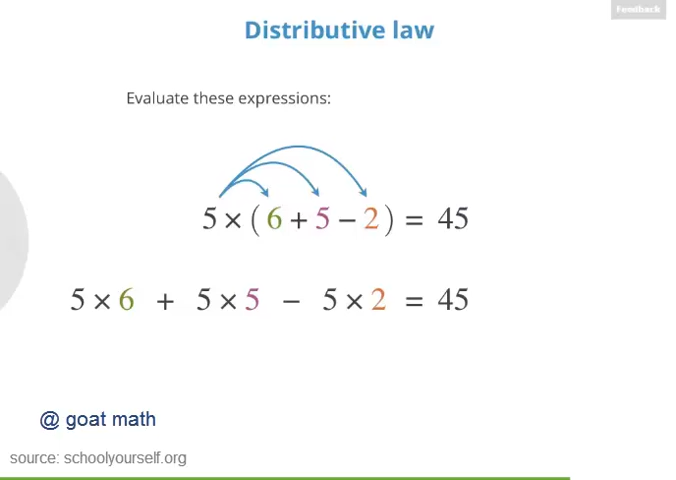 Feedback
Distributive law
Evaluate these expressions:
5 × ( 6 + 5 − 2 ) = 45
5 × 6 + 5 × 5 − 5 × 2 = 45
@ goat math
source: schoolyourself.org